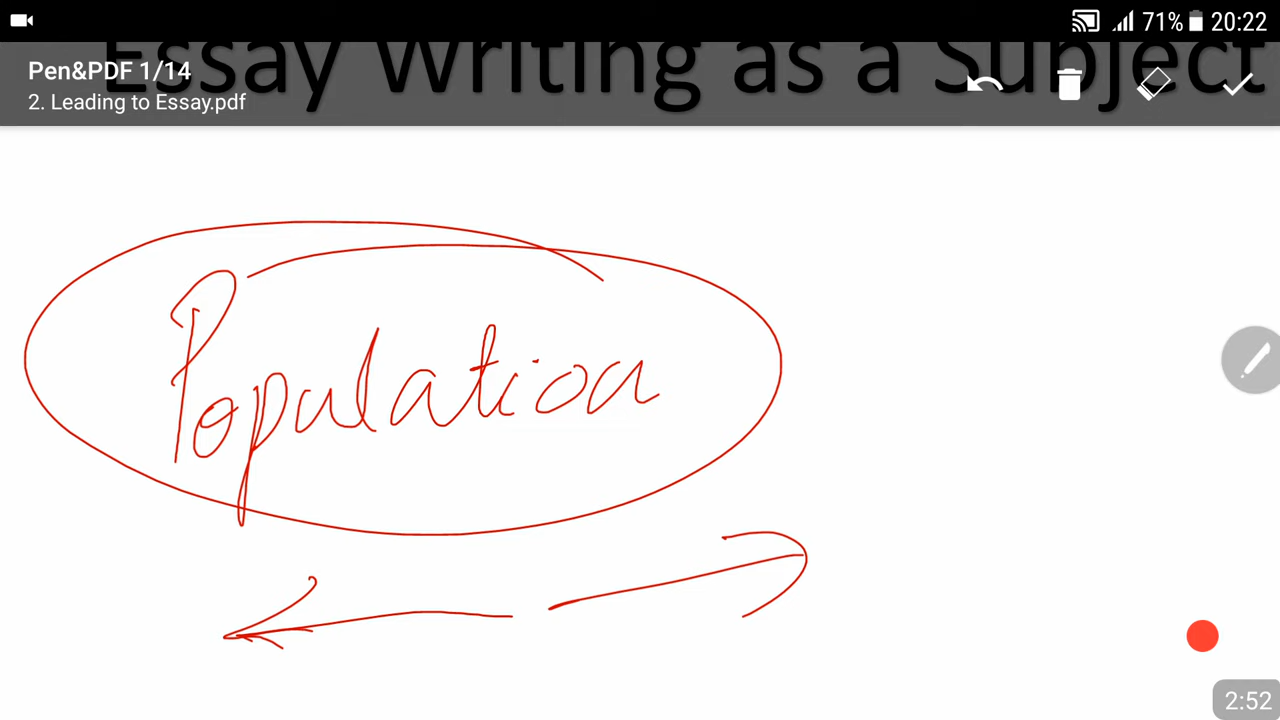 71% 20:22
Essay Writing as a Subject
Pen&PDF 1/14
2. Leading to Essay.pdf
Population
2:52